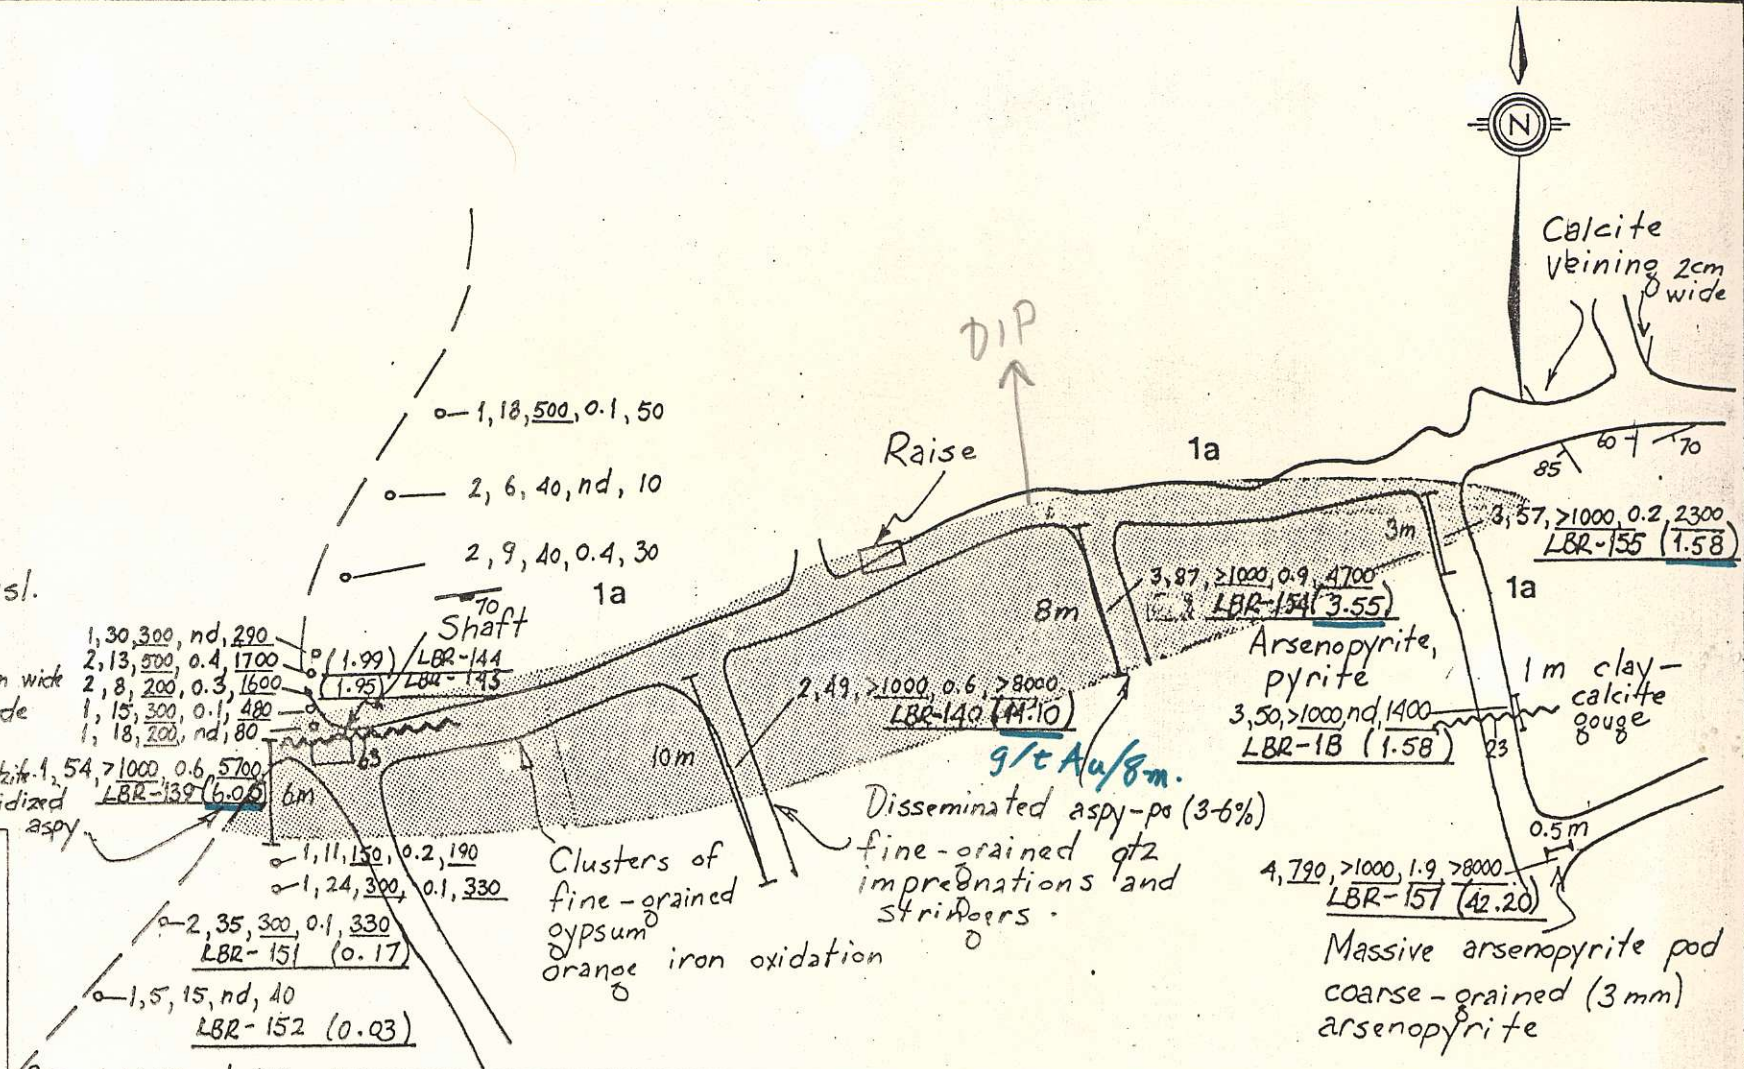 N
Calcite
Veining 2cm
wide
DIP
1, 18, 500, 0.1, 50
2, 6, 40, nd, 10
2, 9, 40, 0.4, 30
70
Raise
1a
60
70
85
1a
sl.
Shaft
1, 30, 300, nd, 290
2, 13, 500, 0.4, 1700
(1.99) LBR-144
wide
2, 8, 200, 0.3, 1600
(1.95)
1, 15, 300, 0.1, 480
1, 18, 200, nd, 80
63
1, 54, >1000, 0.6, 5700
LBR-139
6m
aspy
3m
3, 57, >1000, 0.2, 2300
LBR-155 (1.58)
1a
8m
3, 87, >1000, 0.9, 4700
LBR-154 (3.55)
Arsenopyrite,
pyrite
3, 50, >1000, nd, 1400
LBR-1B (1.58)
1 m clay-
calcite
gouge
23
10m
2, 49, >1000, 0.6, >8000
LBR-140
g/t Au/8m.
Disseminated aspy-po (3-6%)
fine-grained qtz
impregnations and
stringers.
1, 11, 150, 0.2, 190
1, 24, 300, 0.1, 330
2, 35, 300, 0.1, 330
LBR-151 (0.17)
1, 5, 15, nd, 40
LBR-152 (0.03)
Clusters of
fine-grained
gypsum
orange iron oxidation
0.5m
4, 790, >1000, 1.9, >8000
LBR-157 (42.20)
Massive arsenopyrite pod
coarse-grained (3mm)
arsenopyrite